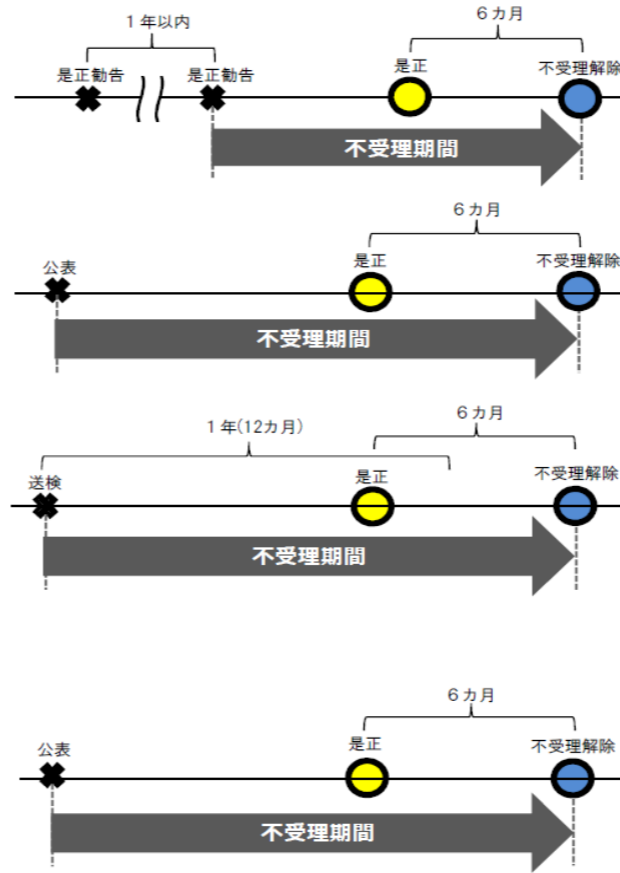 1年以内
6カ月
是正勧告
是正勧告
是正
不受理解除
不受理期間
6カ月
公表
是正
不受理解除
不受理期間
1年(12カ月)
6カ月
送検
是正
不受理解除
不受理期間
6カ月
公表
是正
不受理解除
不受理期間